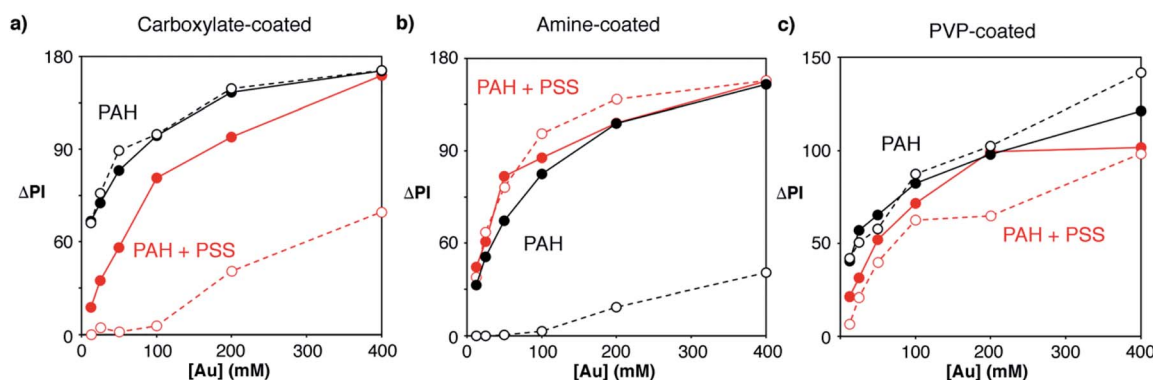 a) Carboxylate-coated
180
90
60
0
ΔPI
PAH
PAH + PSS
0 100 200 300 400
[Au] (mM)
b) Amine-coated
180
90
60
0
ΔPI
PAH + PSS
PAH
0 100 200 300 400
[Au] (mM)
c) PVP-coated
150
100
50
0
ΔPI
PAH
PAH + PSS
100 200 300 400
[Au] (mM)